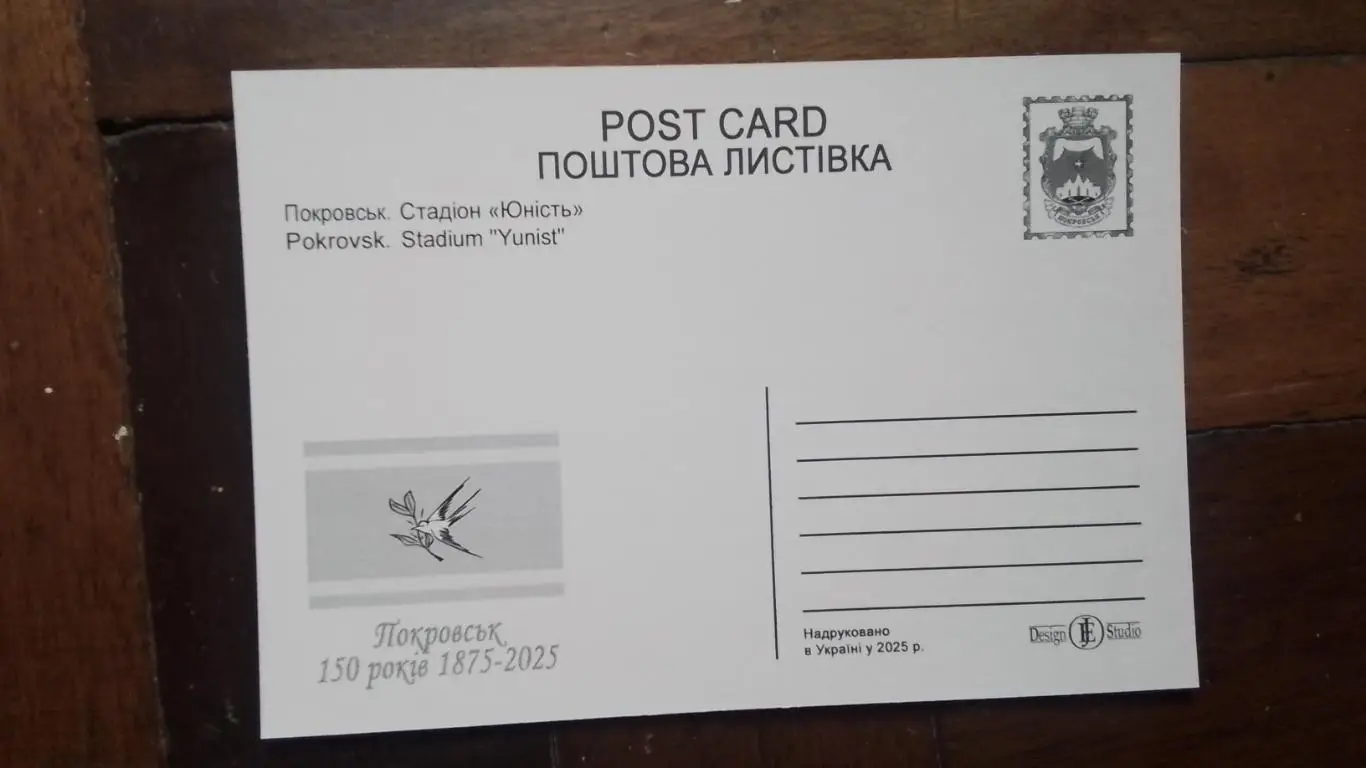 POST CARD
ПОШТОВА ЛИСТІВКА
Покровськ. Стадіон «Юність»
Pokrovsk. Stadium "Yunist"
ПОКРОВСЬК
Покровськ.
150 років 1875-2025
Надруковано
в Україні у 2025 р.
Design Studio